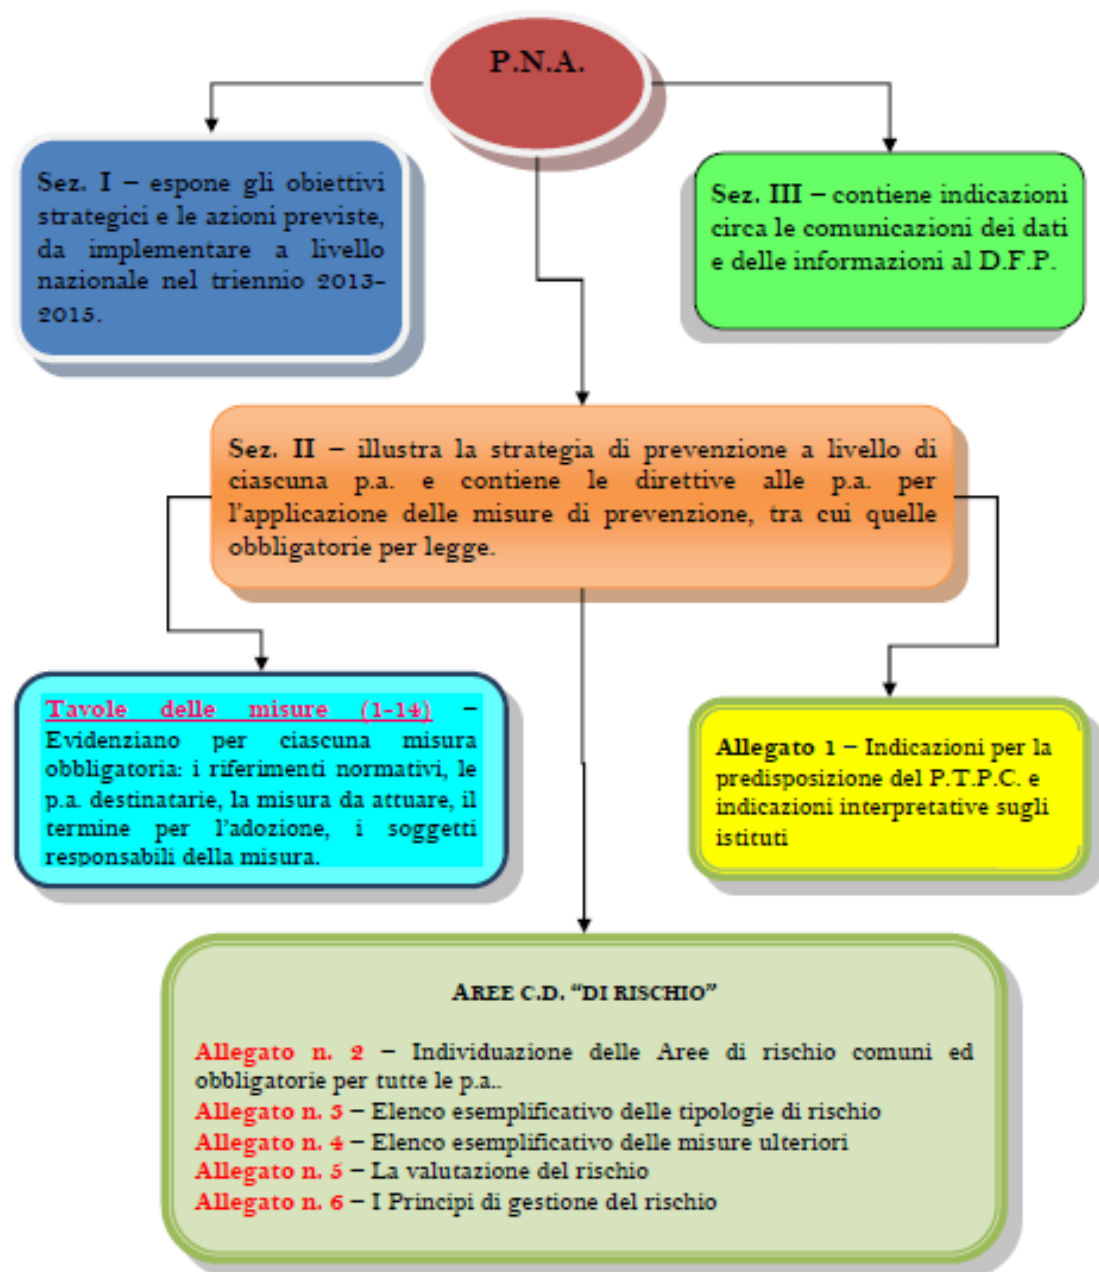 P.N.A.
Sez. I – espone gli obiettivi
strategici e le azioni previste,
da implementare a livello
nazionale nel triennio 2013-
2015.
Sez. III – contiene indicazioni
circa le comunicazioni dei dati
e delle informazioni al D.F.P.
Sez. II – illustra la strategia di prevenzione a livello di
ciascuna p.a. e contiene le direttive alle p.a. per
l'applicazione delle misure di prevenzione, tra cui quelle
obbligatorie per legge.
Tavole delle misure (1-14) –
Evidenziano per ciascuna misura
obbligatoria: i riferimenti normativi, le
p.a. destinatarie, la misura da attuare, il
termine per l'adozione, i soggetti
responsabili della misura.
Allegato 1 – Indicazioni per la
predisposizione del P.T.P.C. e
indicazioni interpretative sugli
istituti
AREE C.D. "DI RISCHIO"
Allegato n. 2 – Individuazione delle Aree di rischio comuni ed
obbligatorie per tutte le p.a..
Allegato n. 3 – Elenco esemplificativo delle tipologie di rischio
Allegato n. 4 – Elenco esemplificativo delle misure ulteriori
Allegato n. 5 – La valutazione del rischio
Allegato n. 6 – I Principi di gestione del rischio